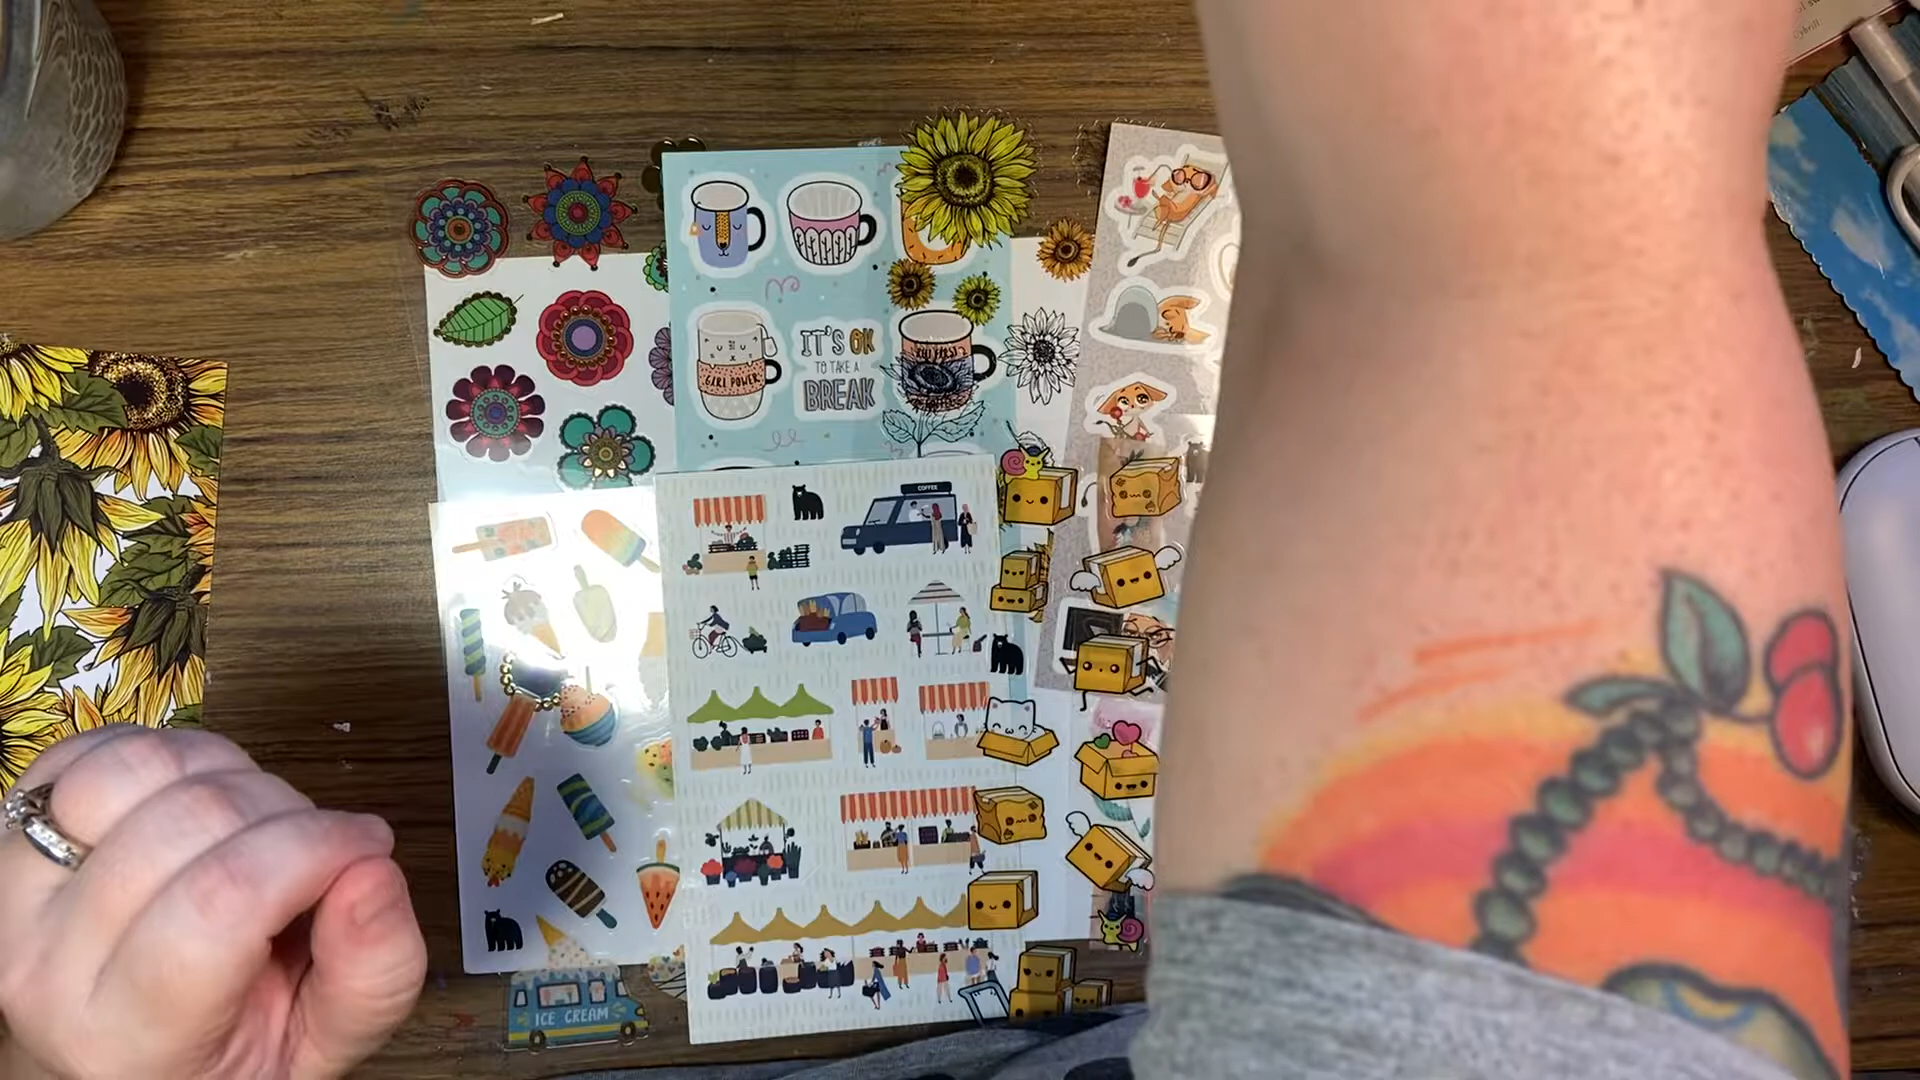 GIRL POWER
IT'S OK
TO TAKE A
BREAK
COFFEE
ICE CREAM